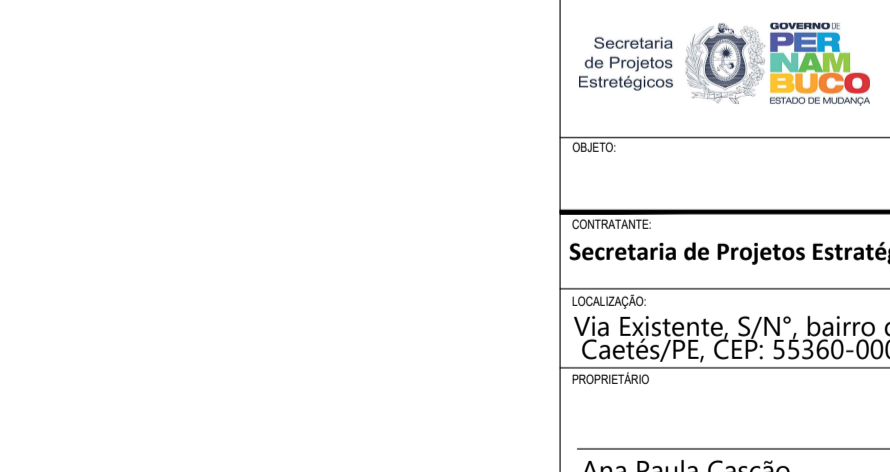 Secretaria
de Projetos
Estretégicos
GOVERNO DE
PER
NAM
BUCO
ESTADO DE MUDANÇA
OBJETO:
CONTRATANTE:
Secretaria de Projetos Estraté
LOCALIZAÇÃO:
Via Existente, S/N°, bairro
Caetés/PE, CEP: 55360-000
PROPRIETÁRIO
Ana Paula Cascão